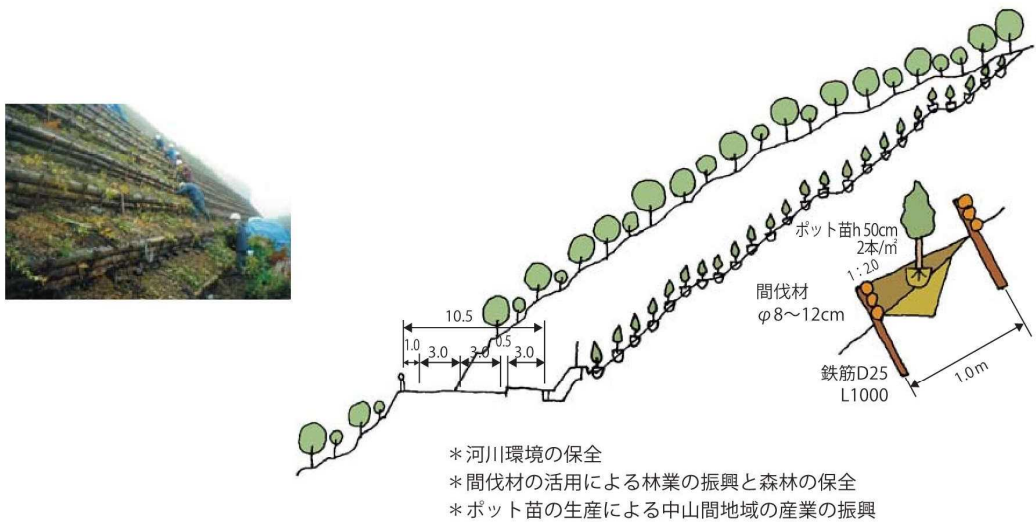 ポット苗h 50cm
2本/㎡
1：2.0
間伐材
φ8〜12cm
鉄筋D25
L1000
1.0m
10.5
1.0
3.0
3.0
0.5
3.0
＊河川環境の保全
＊間伐材の活用による林業の振興と森林の保全
＊ポット苗の生産による中山間地域の産業の振興